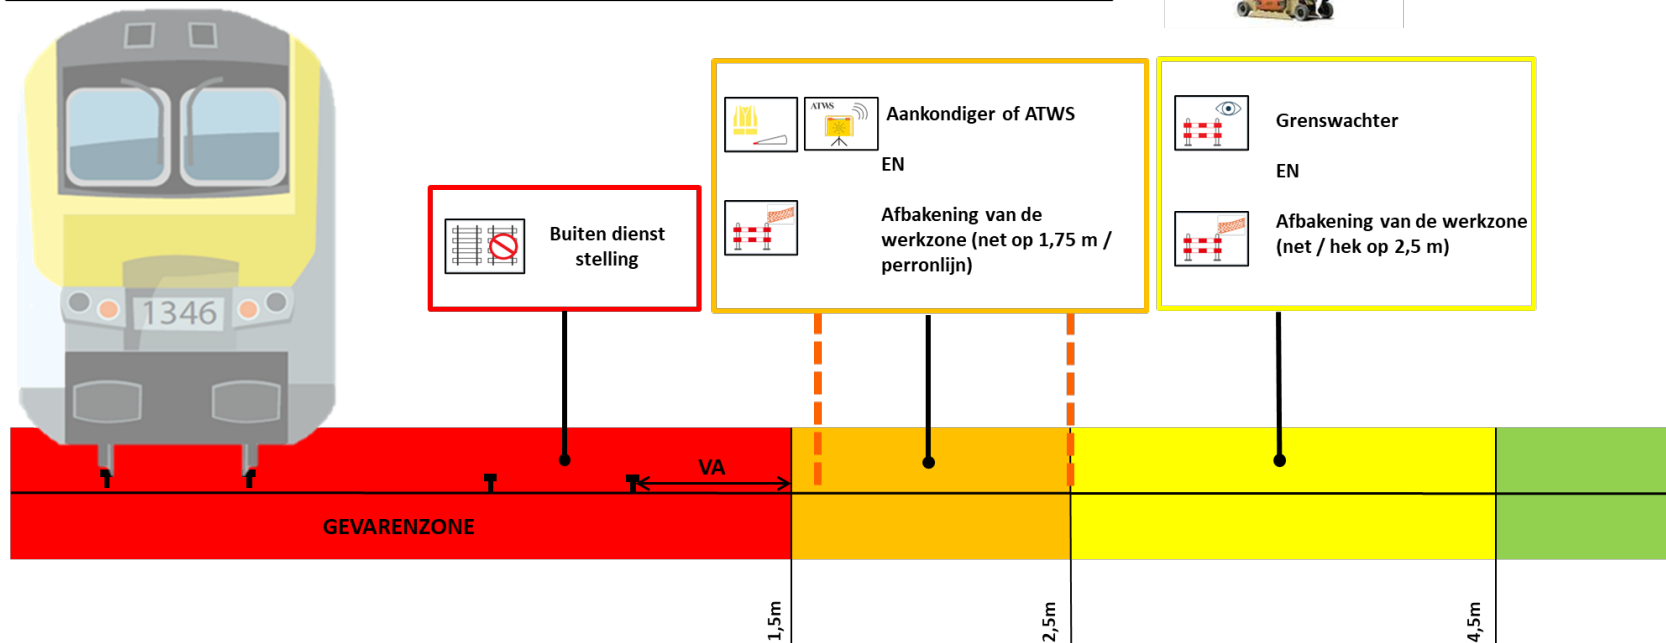 ATWS
Aankondiger of ATWS
EN
Afbakening van de
werkzone (net op 1,75 m /
perronlijn)
Grenswachter
EN
Afbakening van de werkzone
(net / hek op 2,5 m)
Buiten dienst
stelling
1346
VA
GEVARENZONE
1,5m
2,5m
4,5m